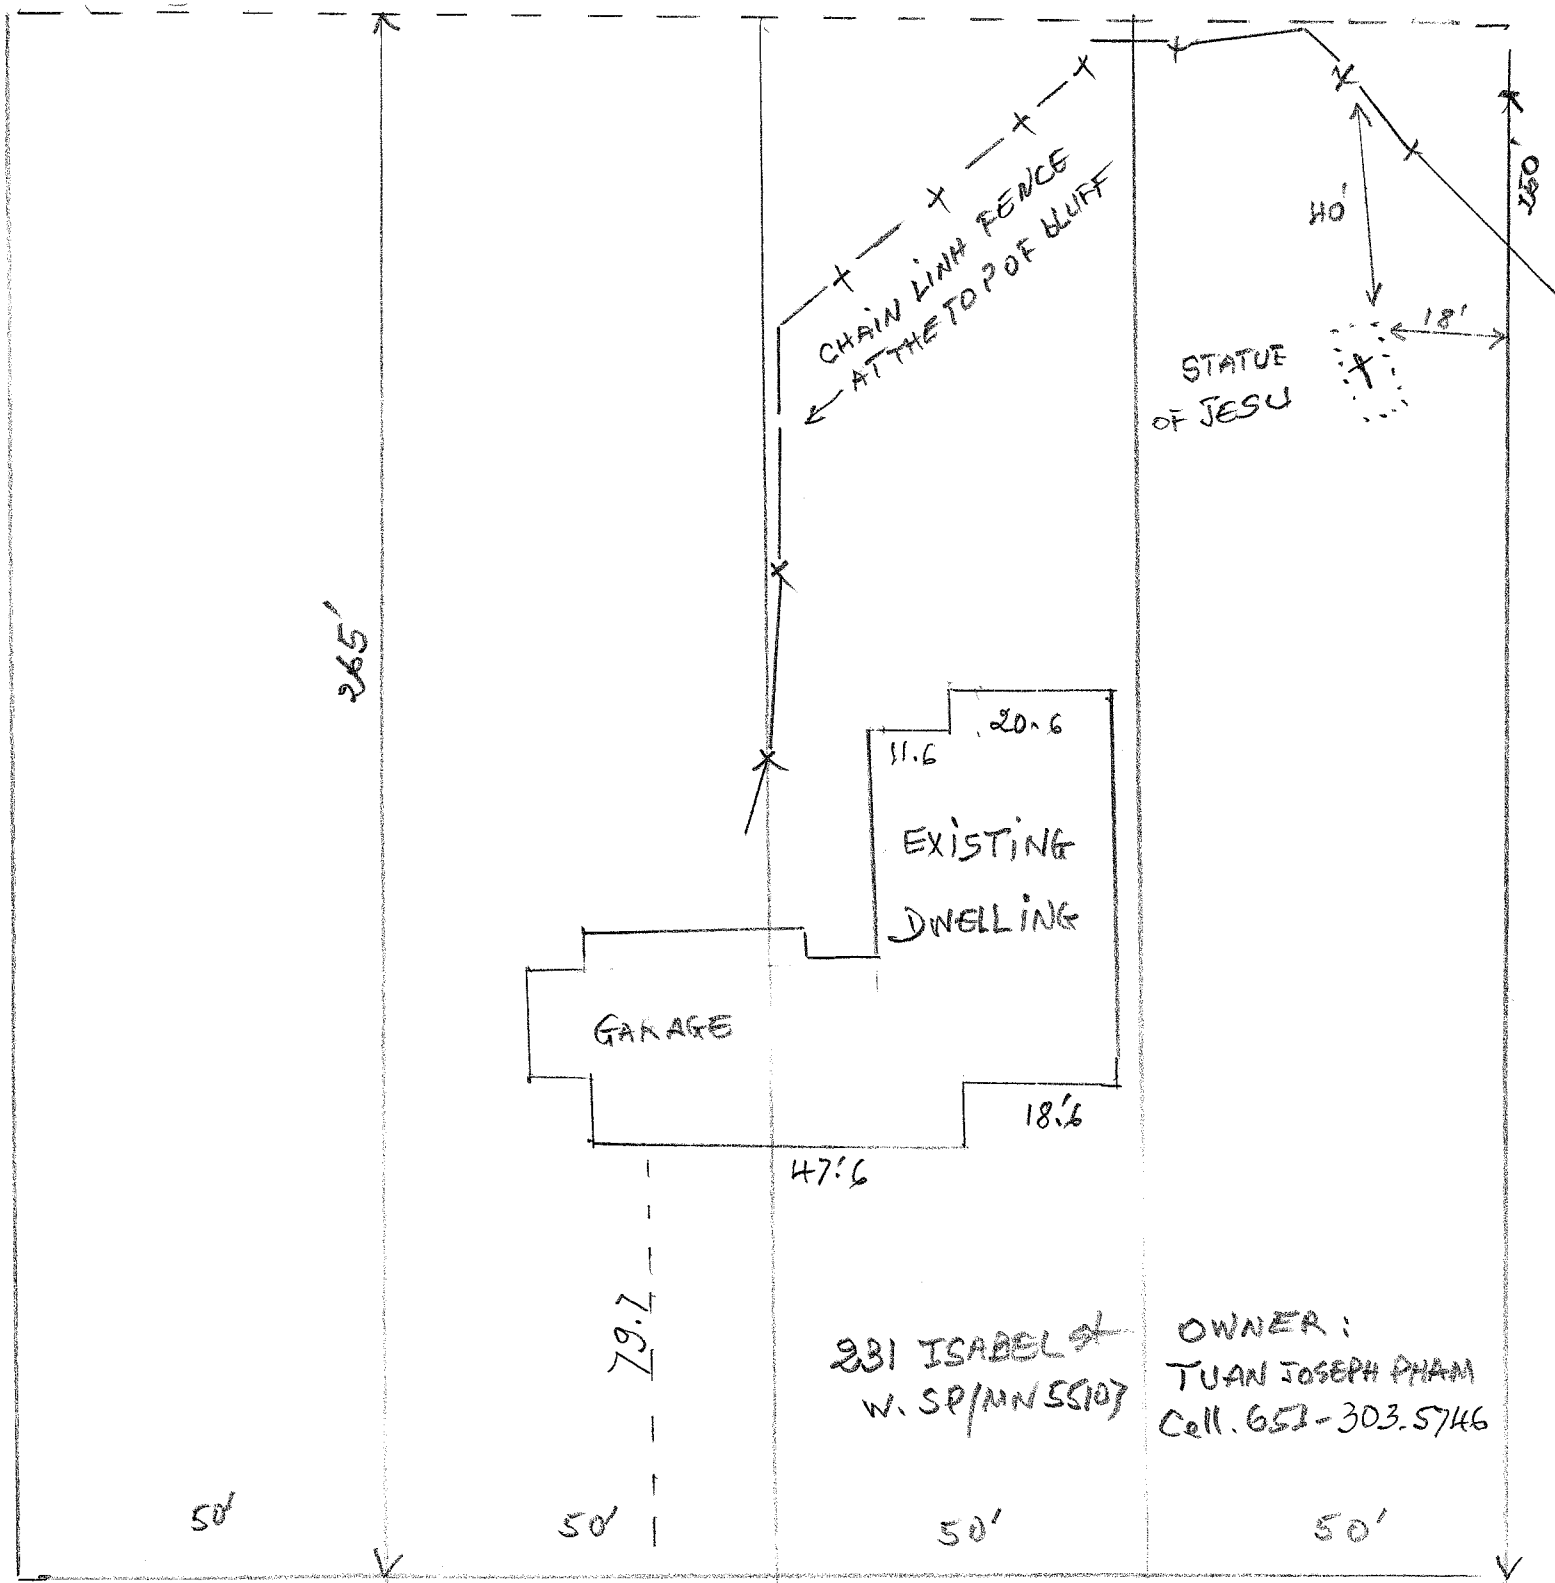 CHAIN LINH FENCE
AT THE TOP OF bLUFF
40'
18'
STATUE
OF JESU
265'
20.6
11.6
EXISTING
DWELLING
GARAGE
18'.6
47'.6
79.7
231 ISABEL St
W. SP/MN 55107
OWNER:
TUAN JOSEPH PHAM
Cell. 651-303.5746
50'
50'
50'
50'